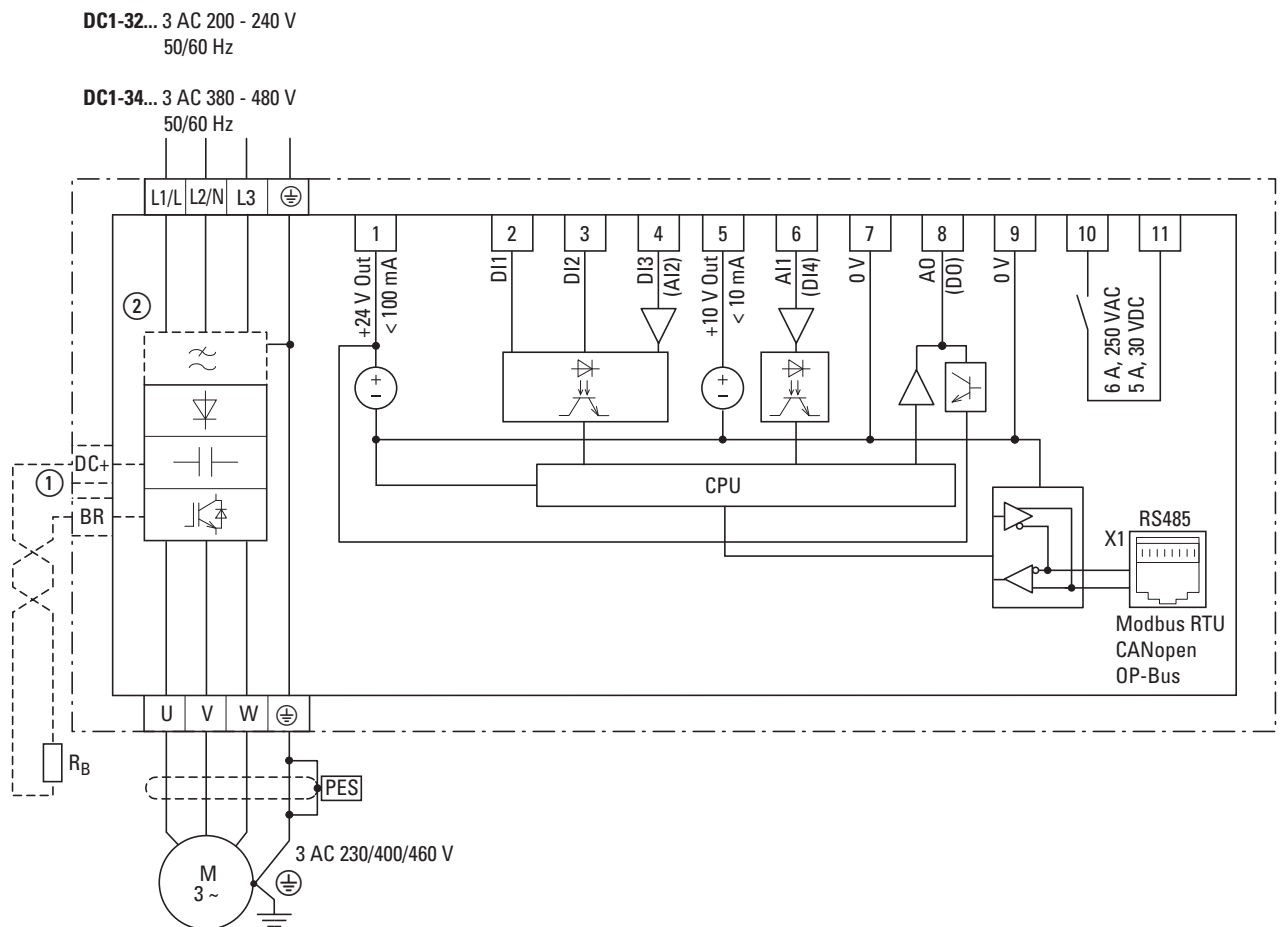 DC1-32... 3 AC 200 - 240 V
50/60 Hz
DC1-34... 3 AC 380 - 480 V
50/60 Hz
L1/L L2/N L3
1 2 3 4 5 6 7 8 9 10 11
+24 V Out
< 100 mA
DI1
DI2
DI3
(AI2)
+10 V Out
< 10 mA
AI1
(DI4)
0 V
AO
(DO)
0 V
6 A, 250 VAC
5 A, 30 VDC
2
+
–
+
–
DC+
1
BR
CPU
RS485
X1
Modbus RTU
CANopen
OP-Bus
U V W
RB
PES
3 AC 230/400/460 V
M
3 ~